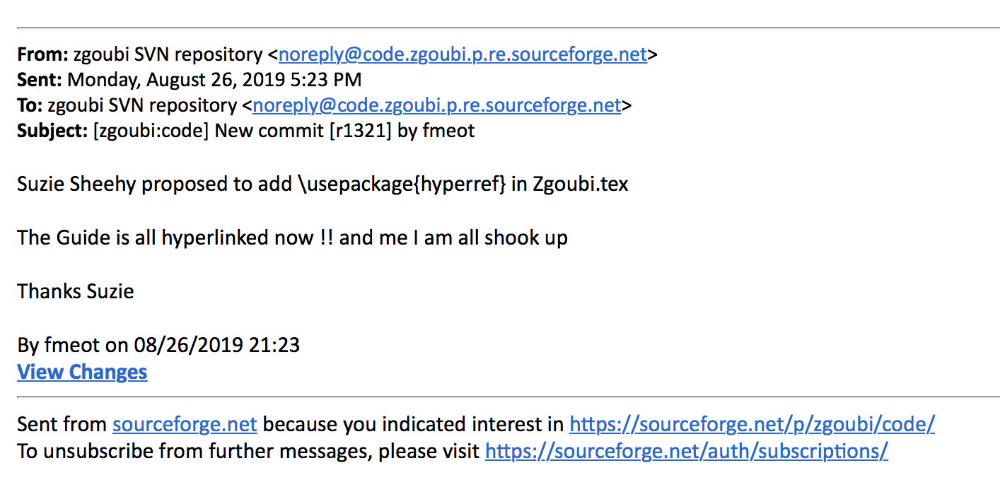 From: zgoubi SVN repository <noreply@code.zgoubi.p.re.sourceforge.net>
Sent: Monday, August 26, 2019 5:23 PM
To: zgoubi SVN repository <noreply@code.zgoubi.p.re.sourceforge.net>
Subject: [zgoubi:code] New commit [r1321] by fmeot
Suzie Sheehy proposed to add \usepackage{hyperref} in Zgoubi.tex
The Guide is all hyperlinked now !! and me I am all shook up
Thanks Suzie
By fmeot on 08/26/2019 21:23
View Changes
Sent from sourceforge.net because you indicated interest in https://sourceforge.net/p/zgoubi/code/
To unsubscribe from further messages, please visit https://sourceforge.net/auth/subscriptions/